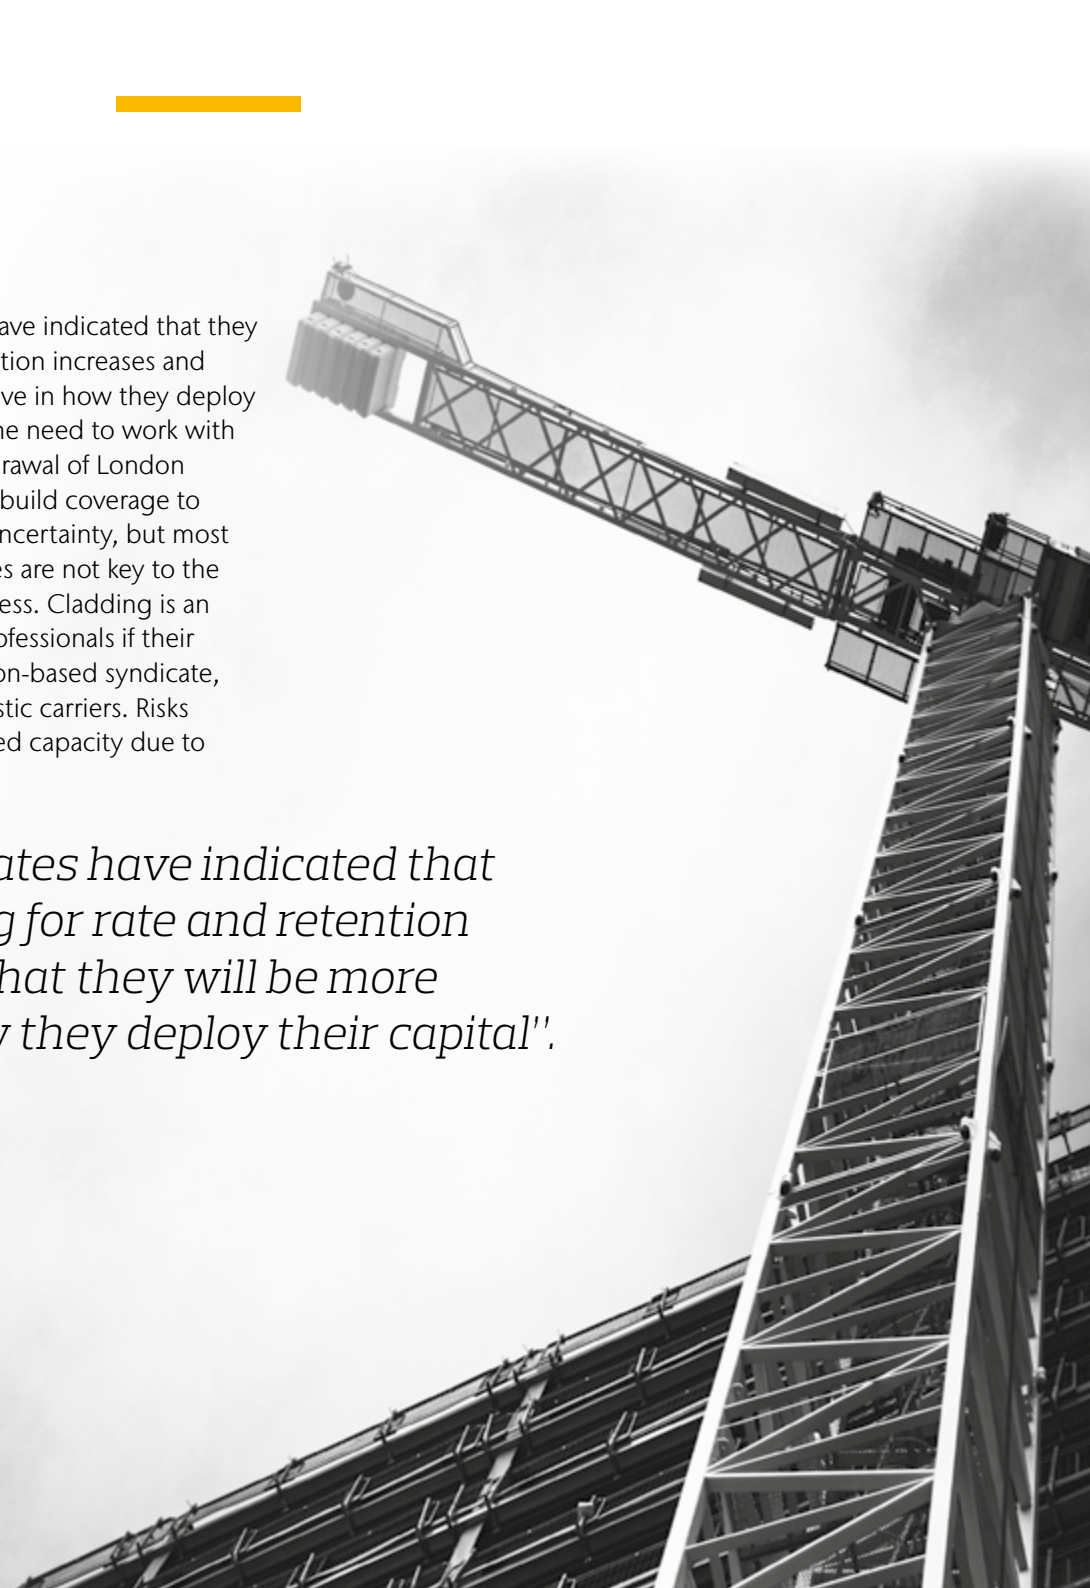 ave indicated that they
tion increases and
ve in how they deploy
he need to work with
rawal of London
build coverage to
ncertainty, but most
es are not key to the
ess. Cladding is an
ofessionals if their
on-based syndicate,
stic carriers. Risks
ed capacity due to
ates have indicated that
g for rate and retention
hat they will be more
they deploy their capital".